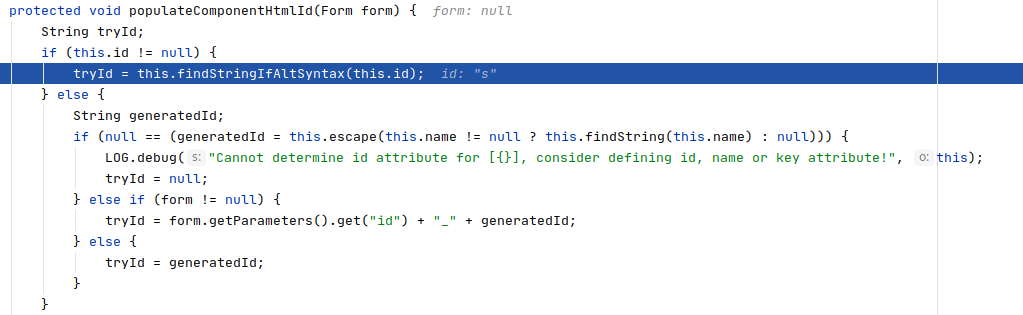 protected void populateComponentHtmlId(Form form) {  form: null
    String tryId;
    if (this.id != null) {
        tryId = this.findStringIfAltSyntax(this.id);  id: "s"
    } else {
        String generatedId;
        if (null == (generatedId = this.escape(this.name != null ? this.findString(this.name) : null))) {
            LOG.debug( s: "Cannot determine id attribute for [{}], consider defining id, name or key attribute!",  o: this);
            tryId = null;
        } else if (form != null) {
            tryId = form.getParameters().get("id") + "_" + generatedId;
        } else {
            tryId = generatedId;
        }
    }